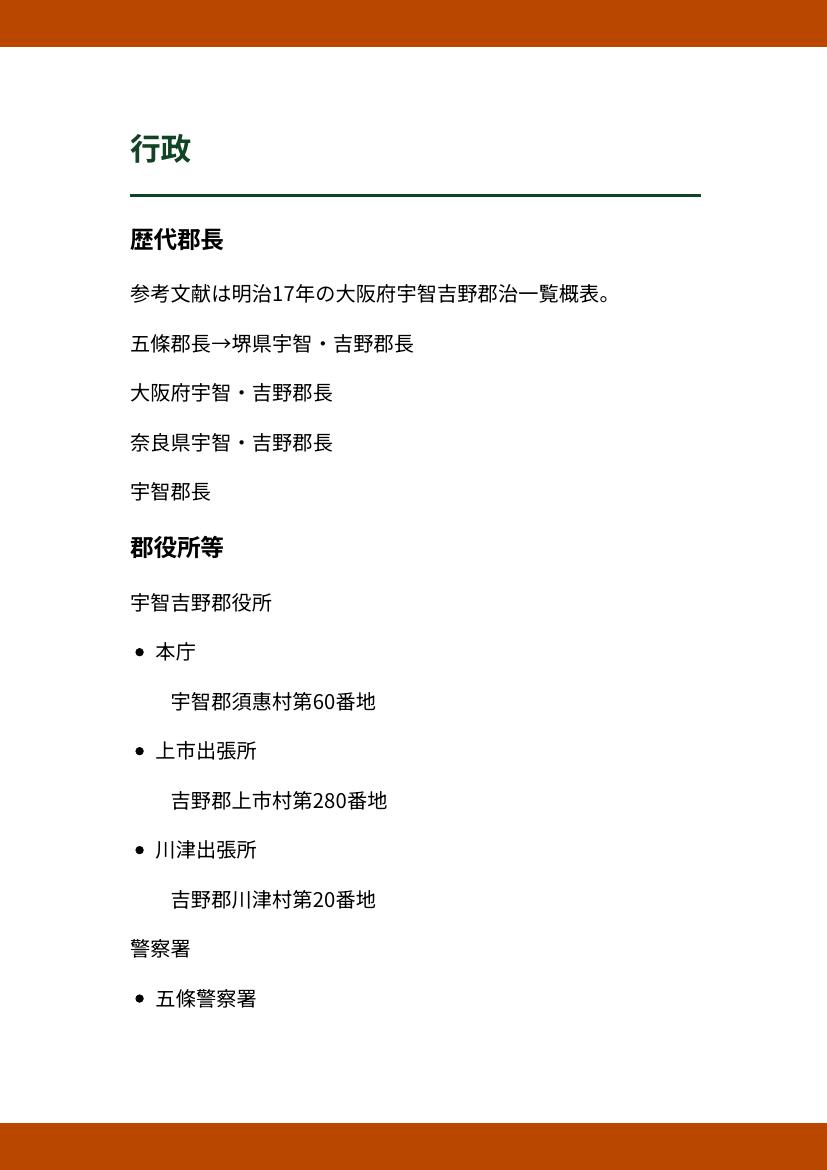 行政
歴代郡長
参考文献は明治17年の大阪府宇智吉野郡治一覧概表。
五條郡長→堺県宇智・吉野郡長
大阪府宇智・吉野郡長
奈良県宇智・吉野郡長
宇智郡長
郡役所等
宇智吉野郡役所
• 本庁
宇智郡須惠村第60番地
• 上市出張所
吉野郡上市村第280番地
• 川津出張所
吉野郡川津村第20番地
警察署
• 五條警察署